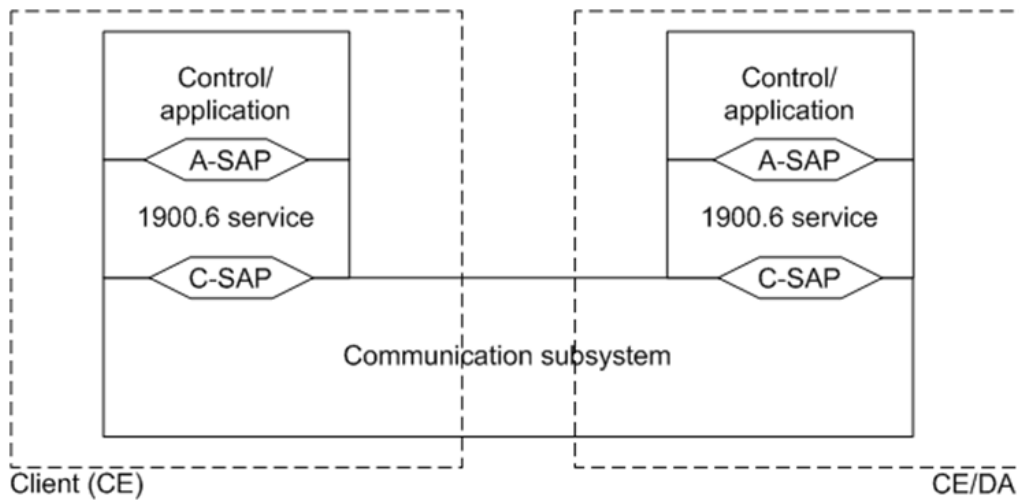 Control/
application
A-SAP
1900.6 service
C-SAP
Control/
application
A-SAP
1900.6 service
C-SAP
Communication subsystem
Client (CE)
CE/DA